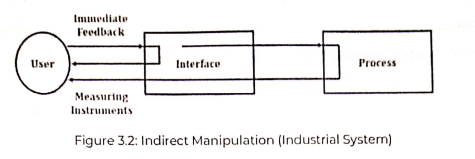 Immediate
Feedback
User
Interface
Process
Measuring
Instruments
Figure 3.2: Indirect Manipulation (Industrial System)